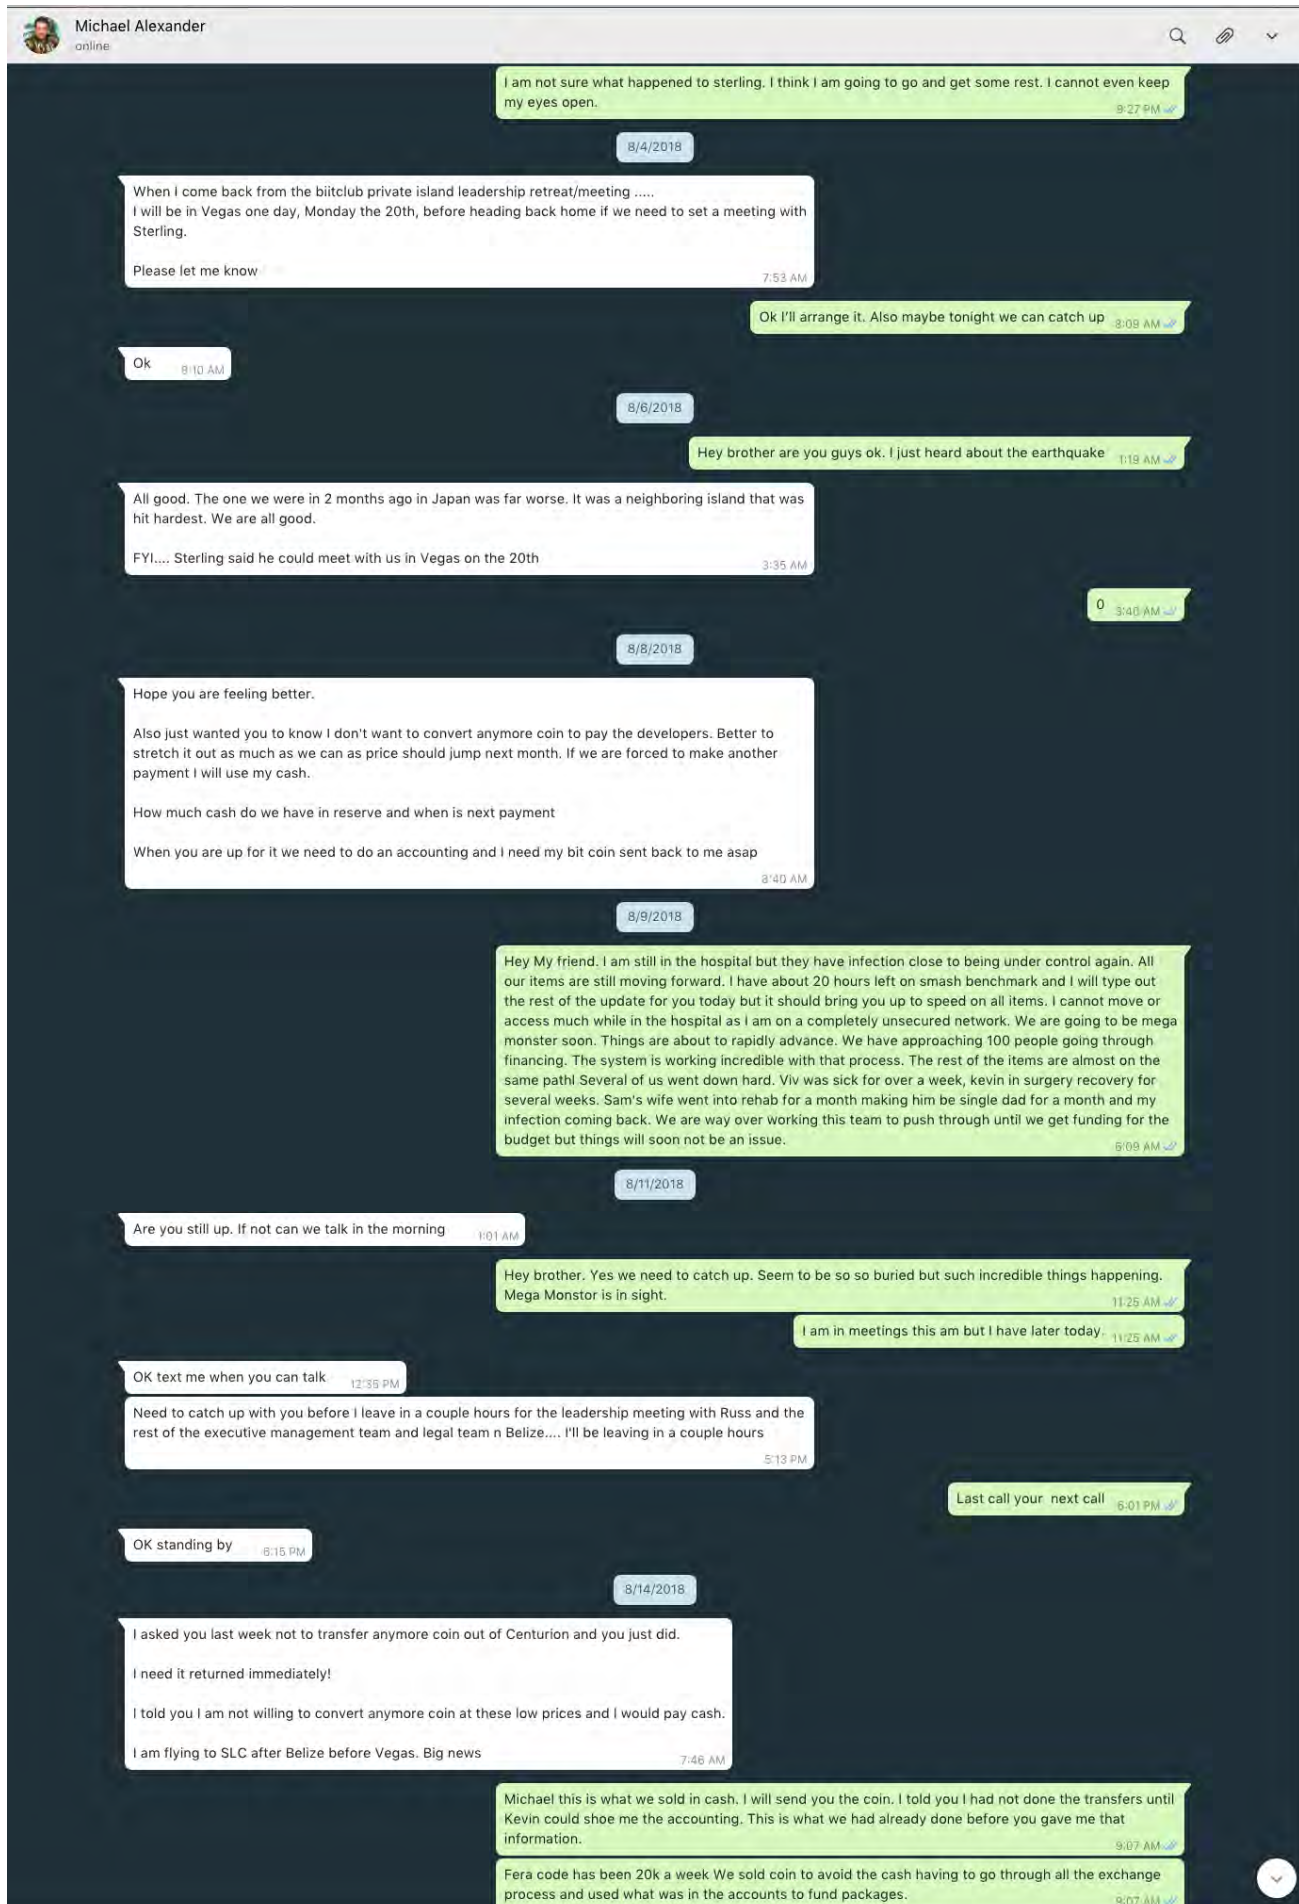 Michael Alexander
online
I am not sure what happened to sterling. I think I am going to go and get some rest. I cannot even keep
my eyes open.
9:27 PM
8/4/2018
When I come back from the biitclub private island leadership retreat/meeting .....
I will be in Vegas one day, Monday the 20th, before heading back home if we need to set a meeting with
Sterling.
Please let me know
7:53 AM
Ok I'll arrange it. Also maybe tonight we can catch up 8:09 AM
Ok 8:10 AM
8/6/2018
Hey brother are you guys ok. I just heard about the earthquake 1:19 AM
All good. The one we were in 2 months ago in Japan was far worse. It was a neighboring island that was
hit hardest. We are all good.
FYI.... Sterling said he could meet with us in Vegas on the 20th
3:35 AM
0 3:40 AM
8/8/2018
Hope you are feeling better.
Also just wanted you to know I don't want to convert anymore coin to pay the developers. Better to
stretch it out as much as we can as price should jump next month. If we are forced to make another
payment I will use my cash.
How much cash do we have in reserve and when is next payment
When you are up for it we need to do an accounting and I need my bit coin sent back to me asap
8:40 AM
8/9/2018
Hey My friend. I am still in the hospital but they have infection close to being under control again. All
our items are still moving forward. I have about 20 hours left on smash benchmark and I will type out
the rest of the update for you today but it should bring you up to speed on all items. I cannot move or
access much while in the hospital as I am on a completely unsecured network. We are going to be mega
monster soon. Things are about to rapidly advance. We have approaching 100 people going through
financing. The system is working incredible with that process. The rest of the items are almost on the
same pathl Several of us went down hard. Viv was sick for over a week, kevin in surgery recovery for
several weeks. Sam's wife went into rehab for a month making him be single dad for a month and my
infection coming back. We are way over working this team to push through until we get funding for the
budget but things will soon not be an issue.
6:09 AM
8/11/2018
Are you still up. If not can we talk in the morning 1:01 AM
Hey brother. Yes we need to catch up. Seem to be so so buried but such incredible things happening.
Mega Monstor is in sight.
11:25 AM
I am in meetings this am but I have later today. 11:25 AM
OK text me when you can talk 12:35 PM
Need to catch up with you before I leave in a couple hours for the leadership meeting with Russ and the
rest of the executive management team and legal team n Belize.... I'll be leaving in a couple hours
5:13 PM
Last call your next call 6:01 PM
OK standing by 6:15 PM
8/14/2018
I asked you last week not to transfer anymore coin out of Centurion and you just did.
I need it returned immediately!
I told you I am not willing to convert anymore coin at these low prices and I would pay cash.
I am flying to SLC after Belize before Vegas. Big news
7:46 AM
Michael this is what we sold in cash. I will send you the coin. I told you I had not done the transfers until
Kevin could shoe me the accounting. This is what we had already done before you gave me that
information.
9:07 AM
Fera code has been 20k a week We sold coin to avoid the cash having to go through all the exchange
process and used what was in the accounts to fund packages.
9:07 AM